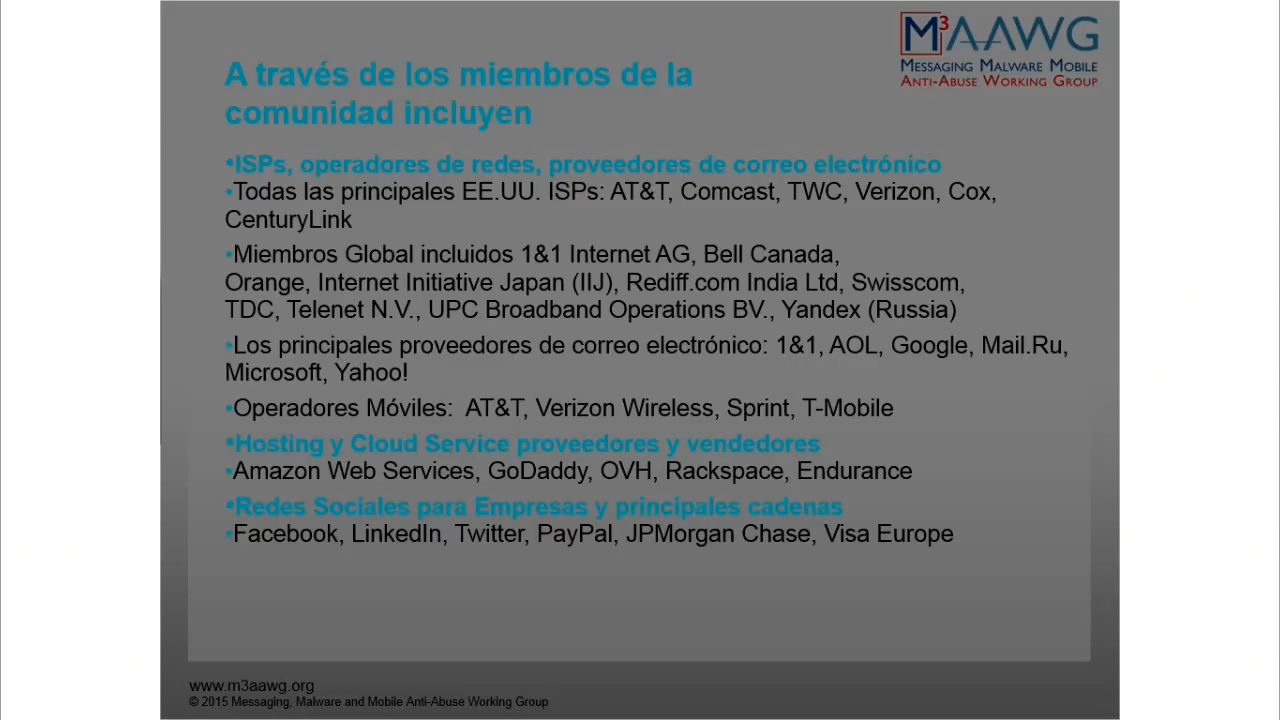 M3AAWG
MESSAGING MALWARE MOBILE
ANTI-ABUSE WORKING GROUP
A través de los miembros de la
comunidad incluyen
•ISPs, operadores de redes, proveedores de correo electrónico
•Todas las principales EE.UU. ISPs: AT&T, Comcast, TWC, Verizon, Cox,
CenturyLink
•Miembros Global incluidos 1&1 Internet AG, Bell Canada,
Orange, Internet Initiative Japan (IIJ), Rediff.com India Ltd, Swisscom,
TDC, Telenet N.V., UPC Broadband Operations BV., Yandex (Russia)
•Los principales proveedores de correo electrónico: 1&1, AOL, Google, Mail.Ru,
Microsoft, Yahoo!
•Operadores Móviles:  AT&T, Verizon Wireless, Sprint, T-Mobile
•Hosting y Cloud Service proveedores y vendedores
•Amazon Web Services, GoDaddy, OVH, Rackspace, Endurance
•Redes Sociales para Empresas y principales cadenas
•Facebook, LinkedIn, Twitter, PayPal, JPMorgan Chase, Visa Europe
www.m3aawg.org
© 2015 Messaging, Malware and Mobile Anti-Abuse Working Group